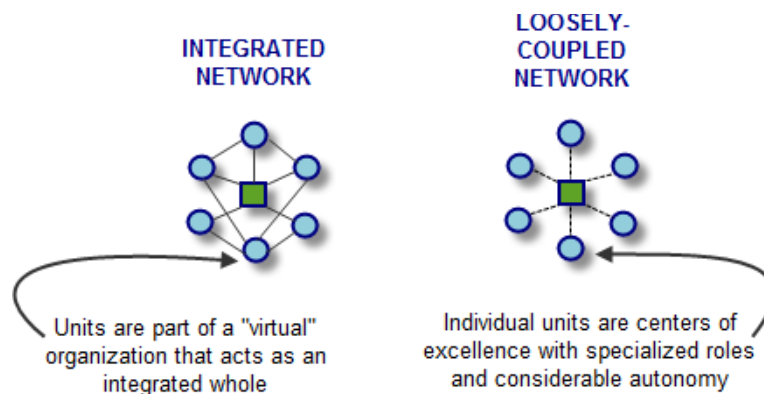 INTEGRATED
NETWORK
LOOSELY-
COUPLED
NETWORK
Units are part of a "virtual"
organization that acts as an
integrated whole
Individual units are centers of
excellence with specialized roles
and considerable autonomy